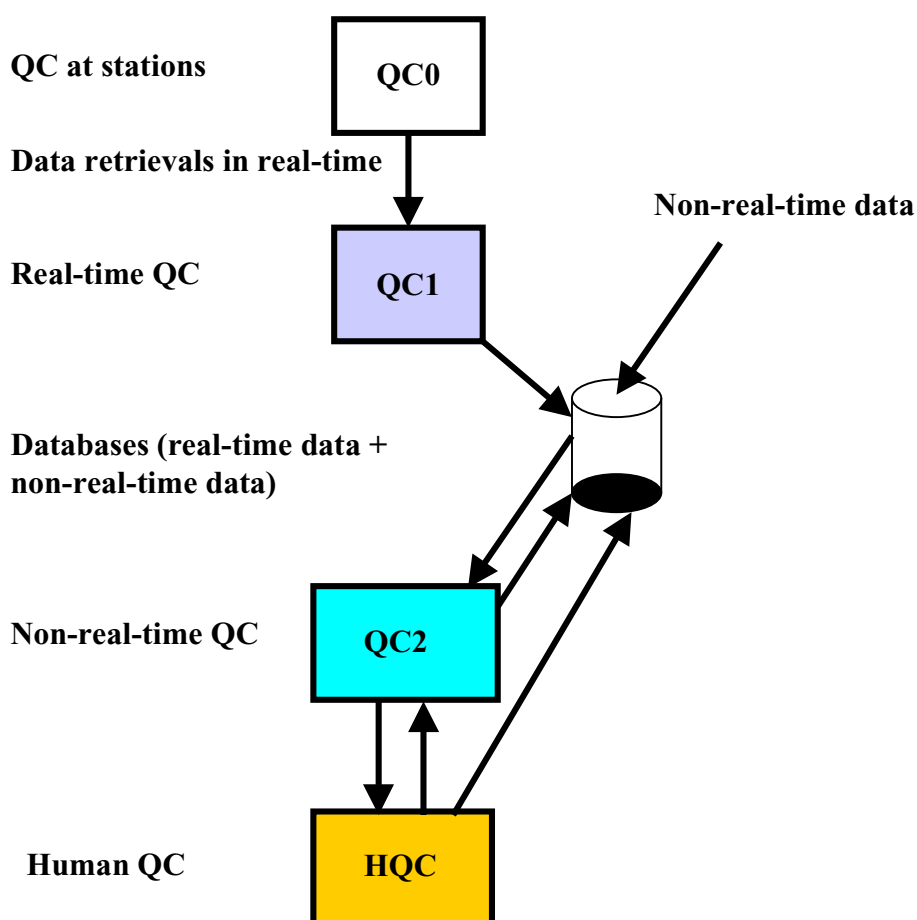 QC at stations
QC0
Data retrievals in real-time
Non-real-time data
Real-time QC
QC1
Databases (real-time data +
non-real-time data)
Non-real-time QC
QC2
Human QC
HQC